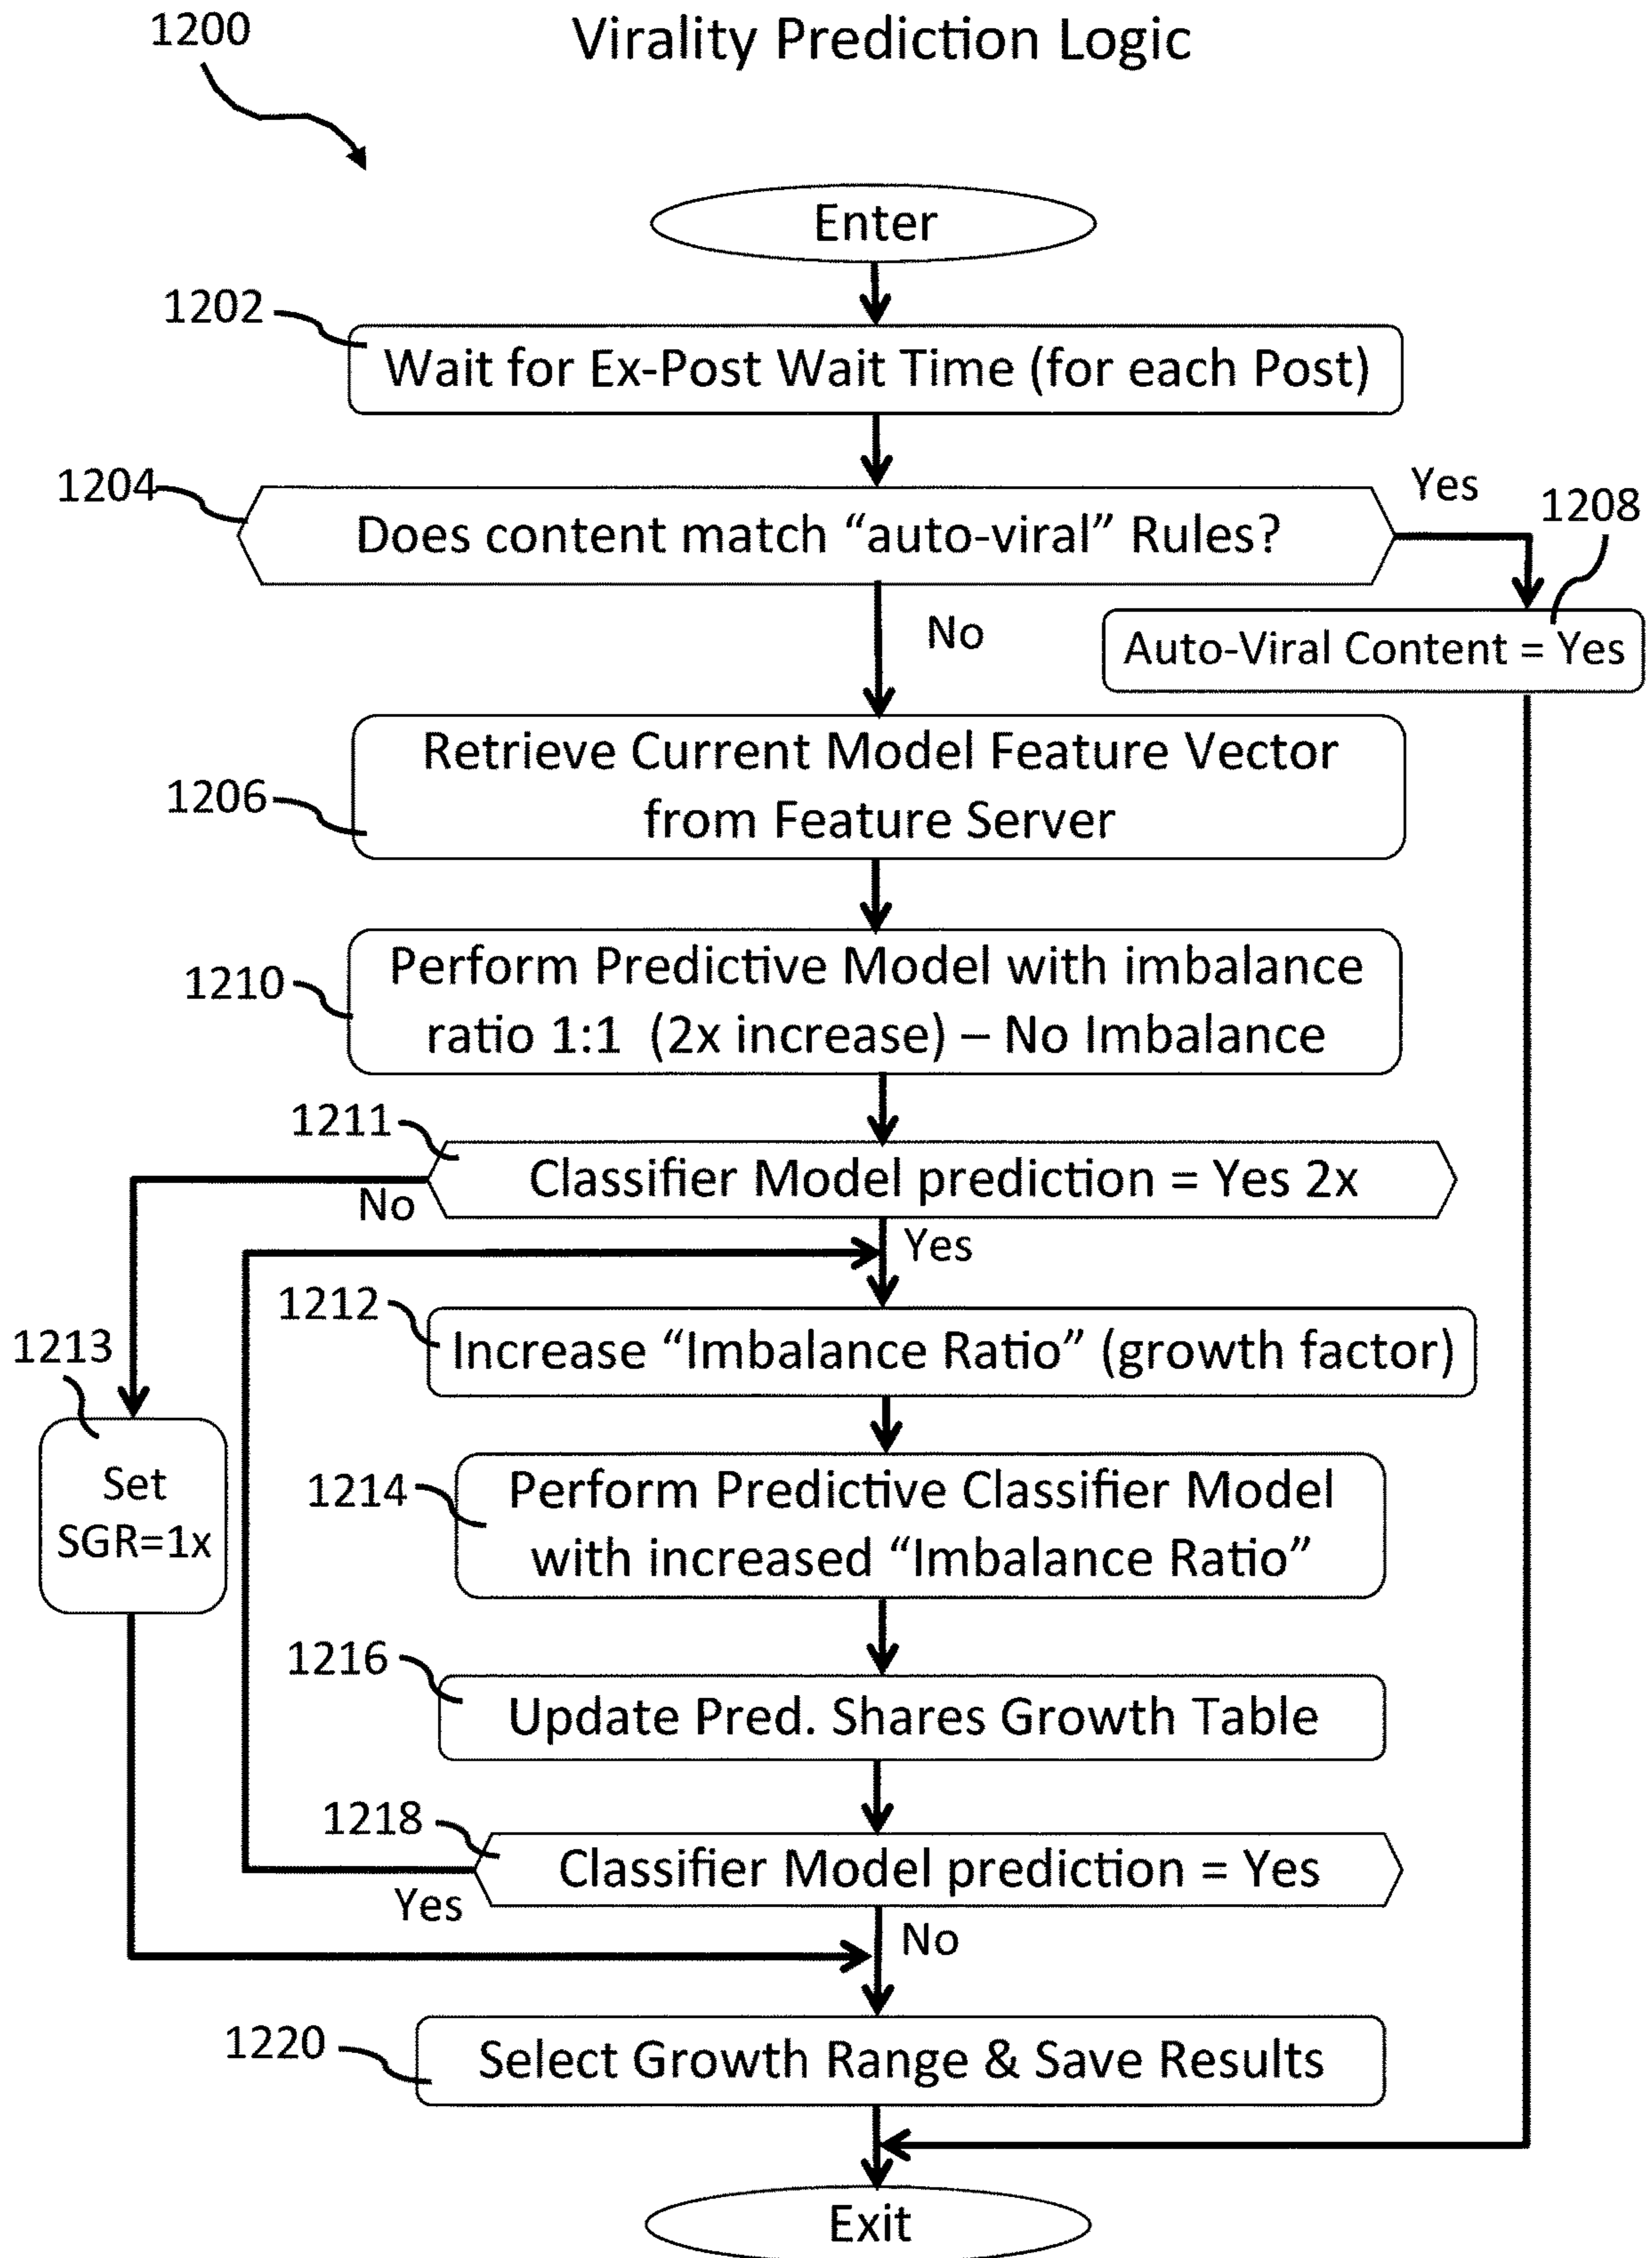 1200
Virality Prediction Logic
Enter
1202
Wait for Ex-Post Wait Time (for each Post)
1204
Does content match “auto-viral” Rules?
Yes
1208
No
Auto-Viral Content = Yes
Retrieve Current Model Feature Vector
from Feature Server
1206
Perform Predictive Model with imbalance
ratio 1:1 (2x increase) – No Imbalance
1210
1211
Classifier Model prediction = Yes 2x
No
Yes
1212
Increase “Imbalance Ratio” (growth factor)
1213
Set
SGR=1x
1214
Perform Predictive Classifier Model
with increased “Imbalance Ratio”
1216
Update Pred. Shares Growth Table
1218
Classifier Model prediction = Yes
Yes
No
1220
Select Growth Range & Save Results
Exit